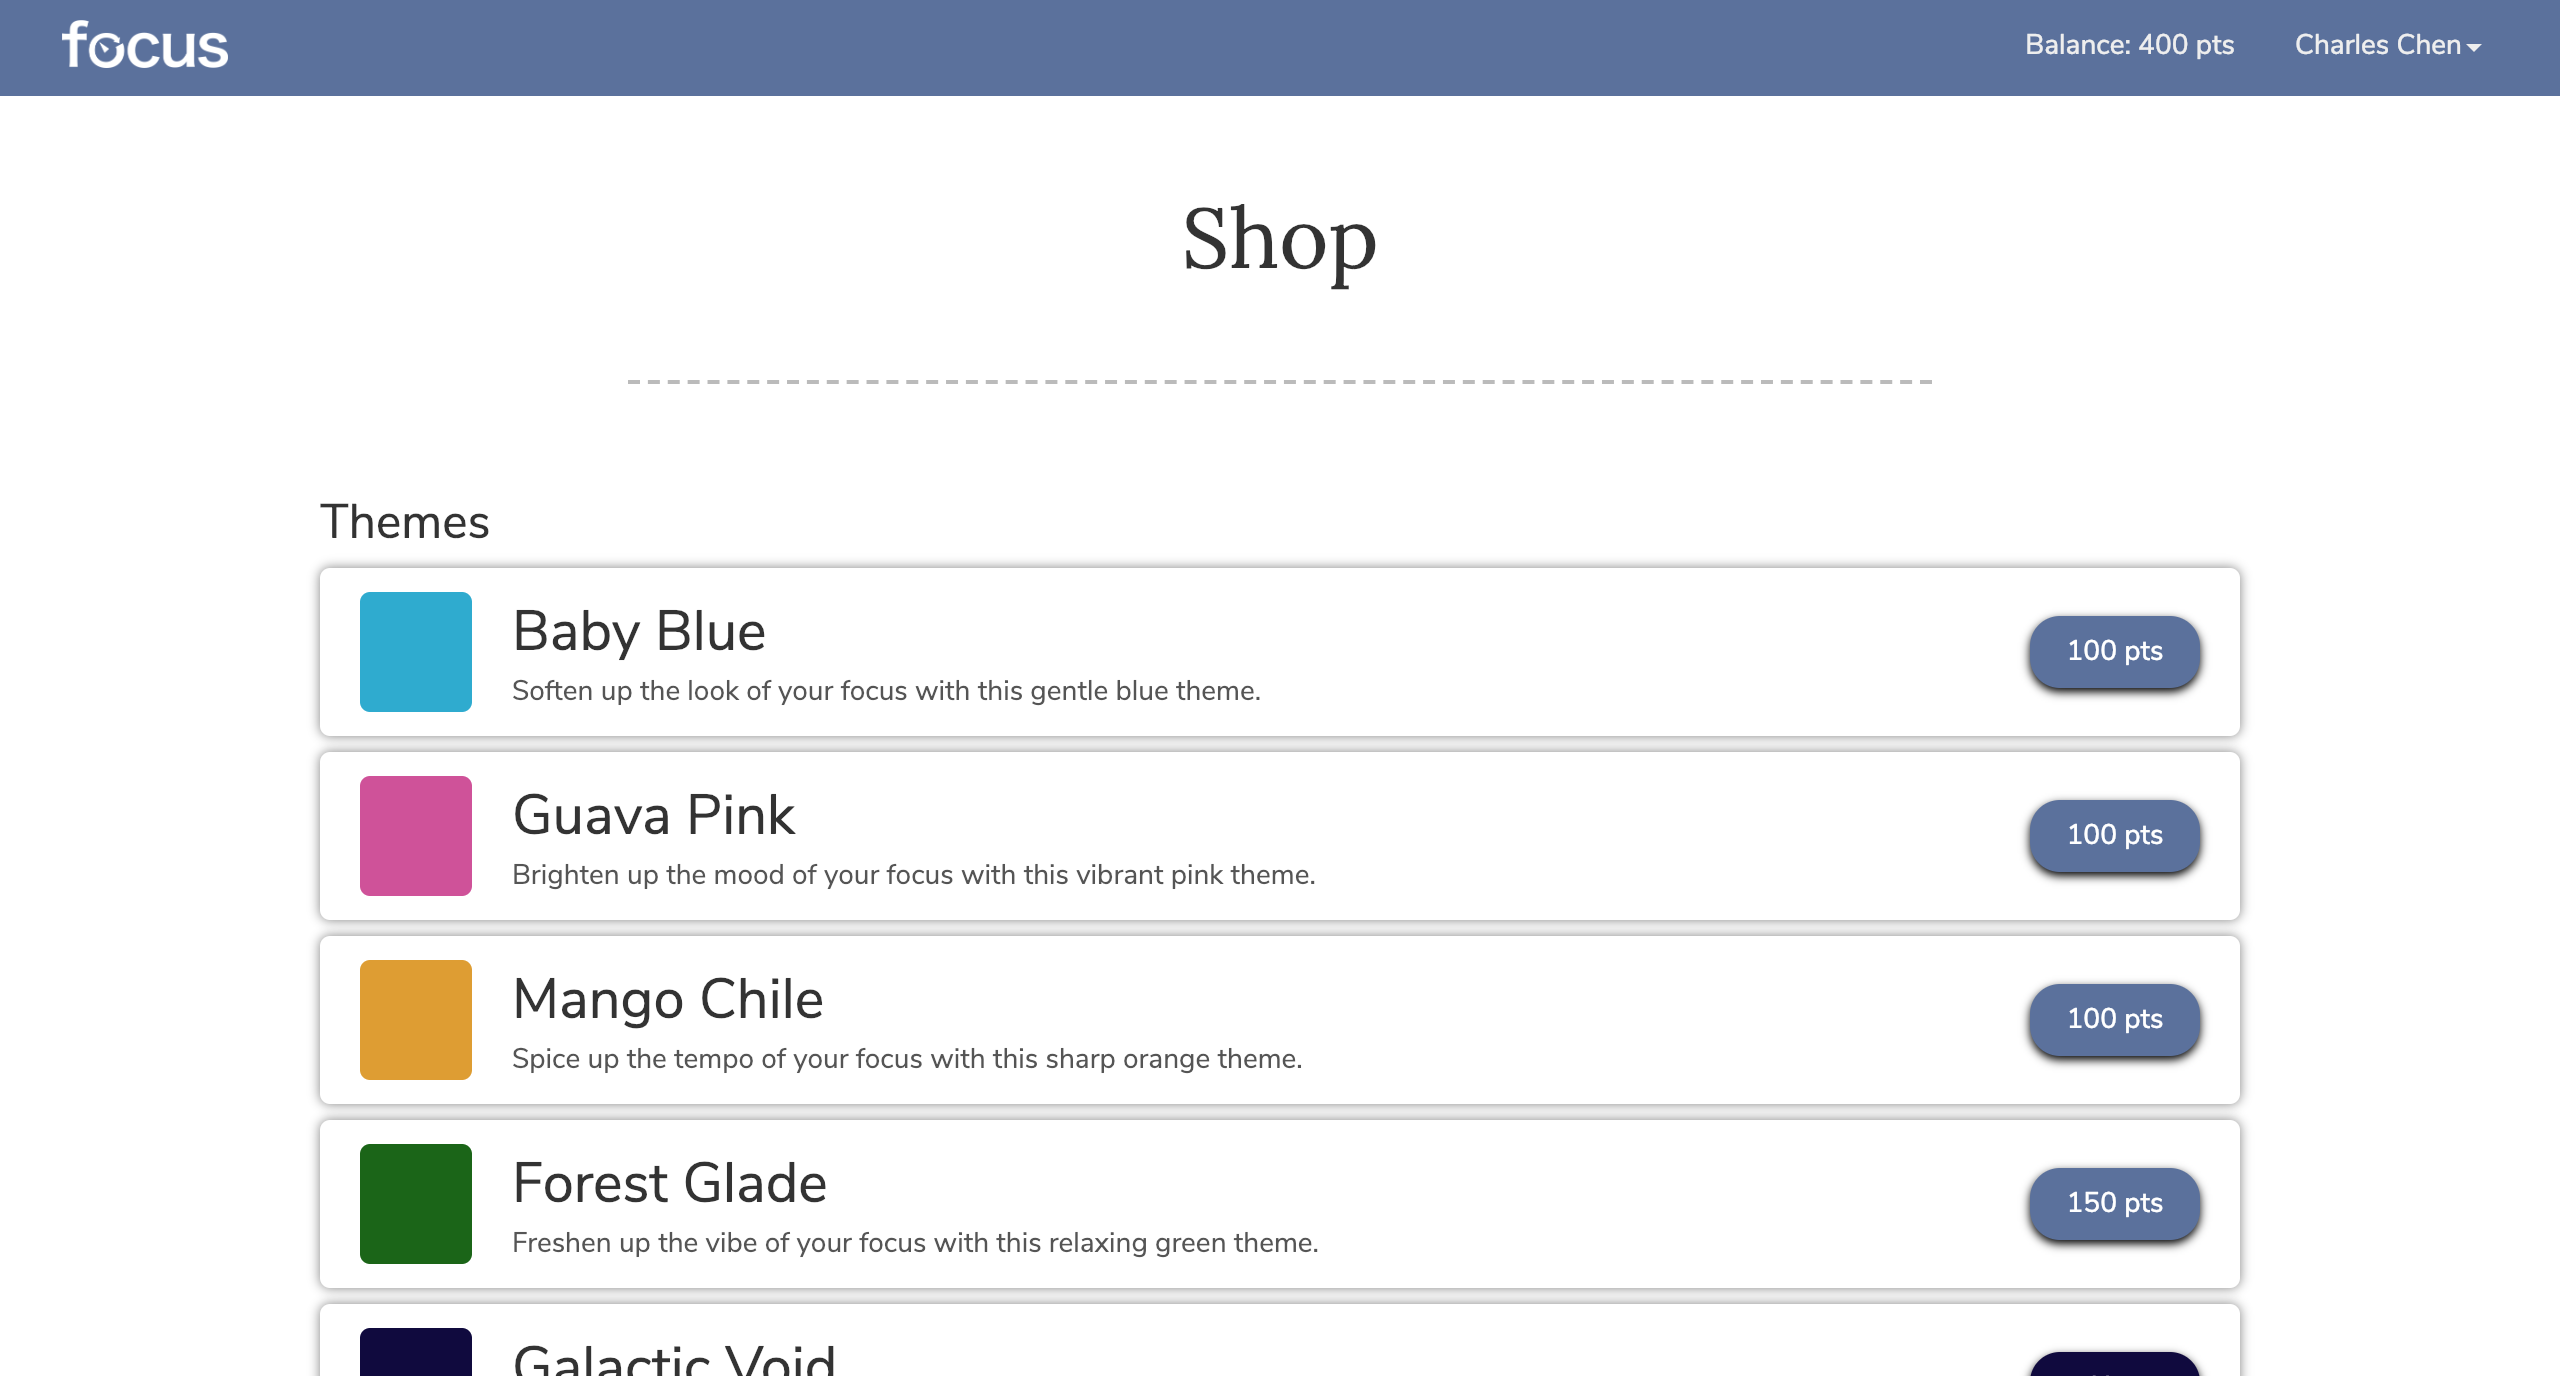 focus
Balance: 400 pts
Charles Chen
Shop
Themes
Baby Blue
Soften up the look of your focus with this gentle blue theme.
100 pts
Guava Pink
Brighten up the mood of your focus with this vibrant pink theme.
100 pts
Mango Chile
Spice up the tempo of your focus with this sharp orange theme.
100 pts
Forest Glade
Freshen up the vibe of your focus with this relaxing green theme.
150 pts
Galactic Void